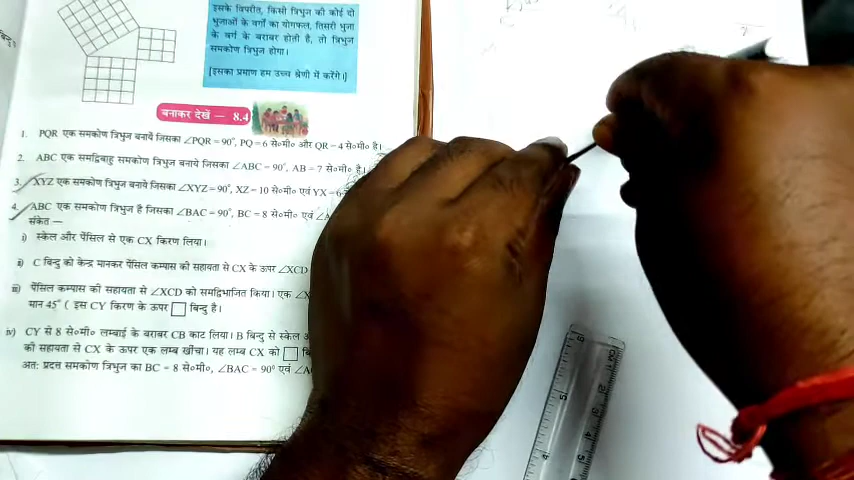 इसके विपरीत, किसी त्रिभुज की कोई दो
भुजाओं के वर्गों का योगफल, तिसरी भुजा
के वर्ग के बराबर होती है, तो त्रिभुज
समकोण त्रिभुज होगा।
[इसका प्रमाण हम उच्च श्रेणी में करेंगे।]
बनाकर देखें — 8.4
1. PQR एक समकोण त्रिभुज बनायें जिसका ∠PQR = 90°, PQ = 6 से०मी० और QR = 4 से०मी० है।
2. ABC एक समद्विबाहु समकोण त्रिभुज बनाये जिसका ∠ABC = 90°, AB = 7 से०मी० है।
3. XYZ एक समकोण त्रिभुज बनाये जिसका ∠XYZ = 90°, XZ = 10 से०मी० एवं YX = 6
4. ABC एक समकोण त्रिभुज है जिसका ∠BAC = 90°, BC = 8 से०मी० एवं
संकेत —
i) स्केल और पेंसिल से एक CX किरण लिया।
ii) C बिन्दु को केन्द्र मानकर पेंसिल कम्पास की सहायता से CX के ऊपर ∠XCD
iii) पेंसिल कम्पास की सहायता से ∠XCD को समद्विभाजित किया। एक
मान 45° ( इस CY किरण के ऊपर □ बिन्दु है।
iv) CY से 8 से०मी० लम्बाई के बराबर CB काट लिया। B बिन्दु से स्केल
की सहायता से CX के ऊपर एक लम्ब खींचा। यह लम्ब CX को □
अत: प्रदत्त समकोण त्रिभुज का BC = 8 से०मी०, ∠BAC = 90° एवं